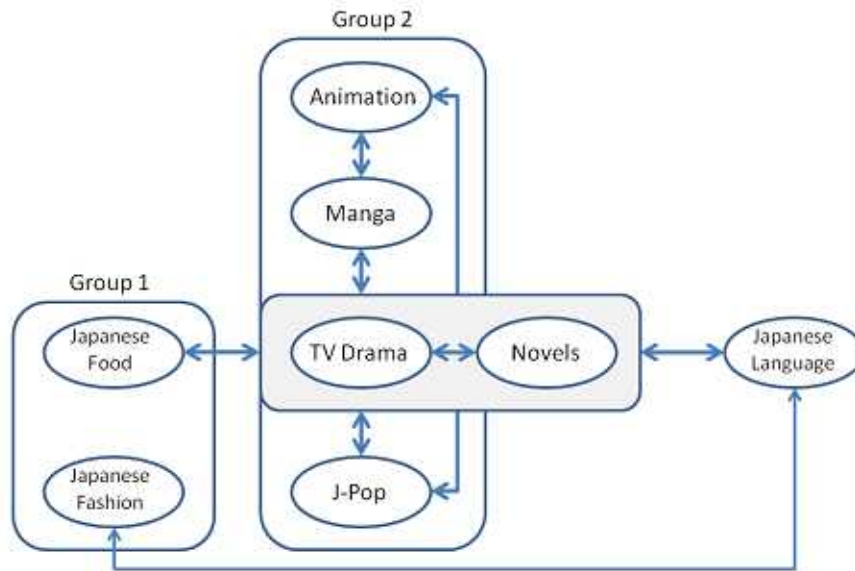 Group 2
Animation
Manga
Group 1
Japanese
Food
TV Drama
Novels
Japanese
Language
Japanese
Fashion
J-Pop